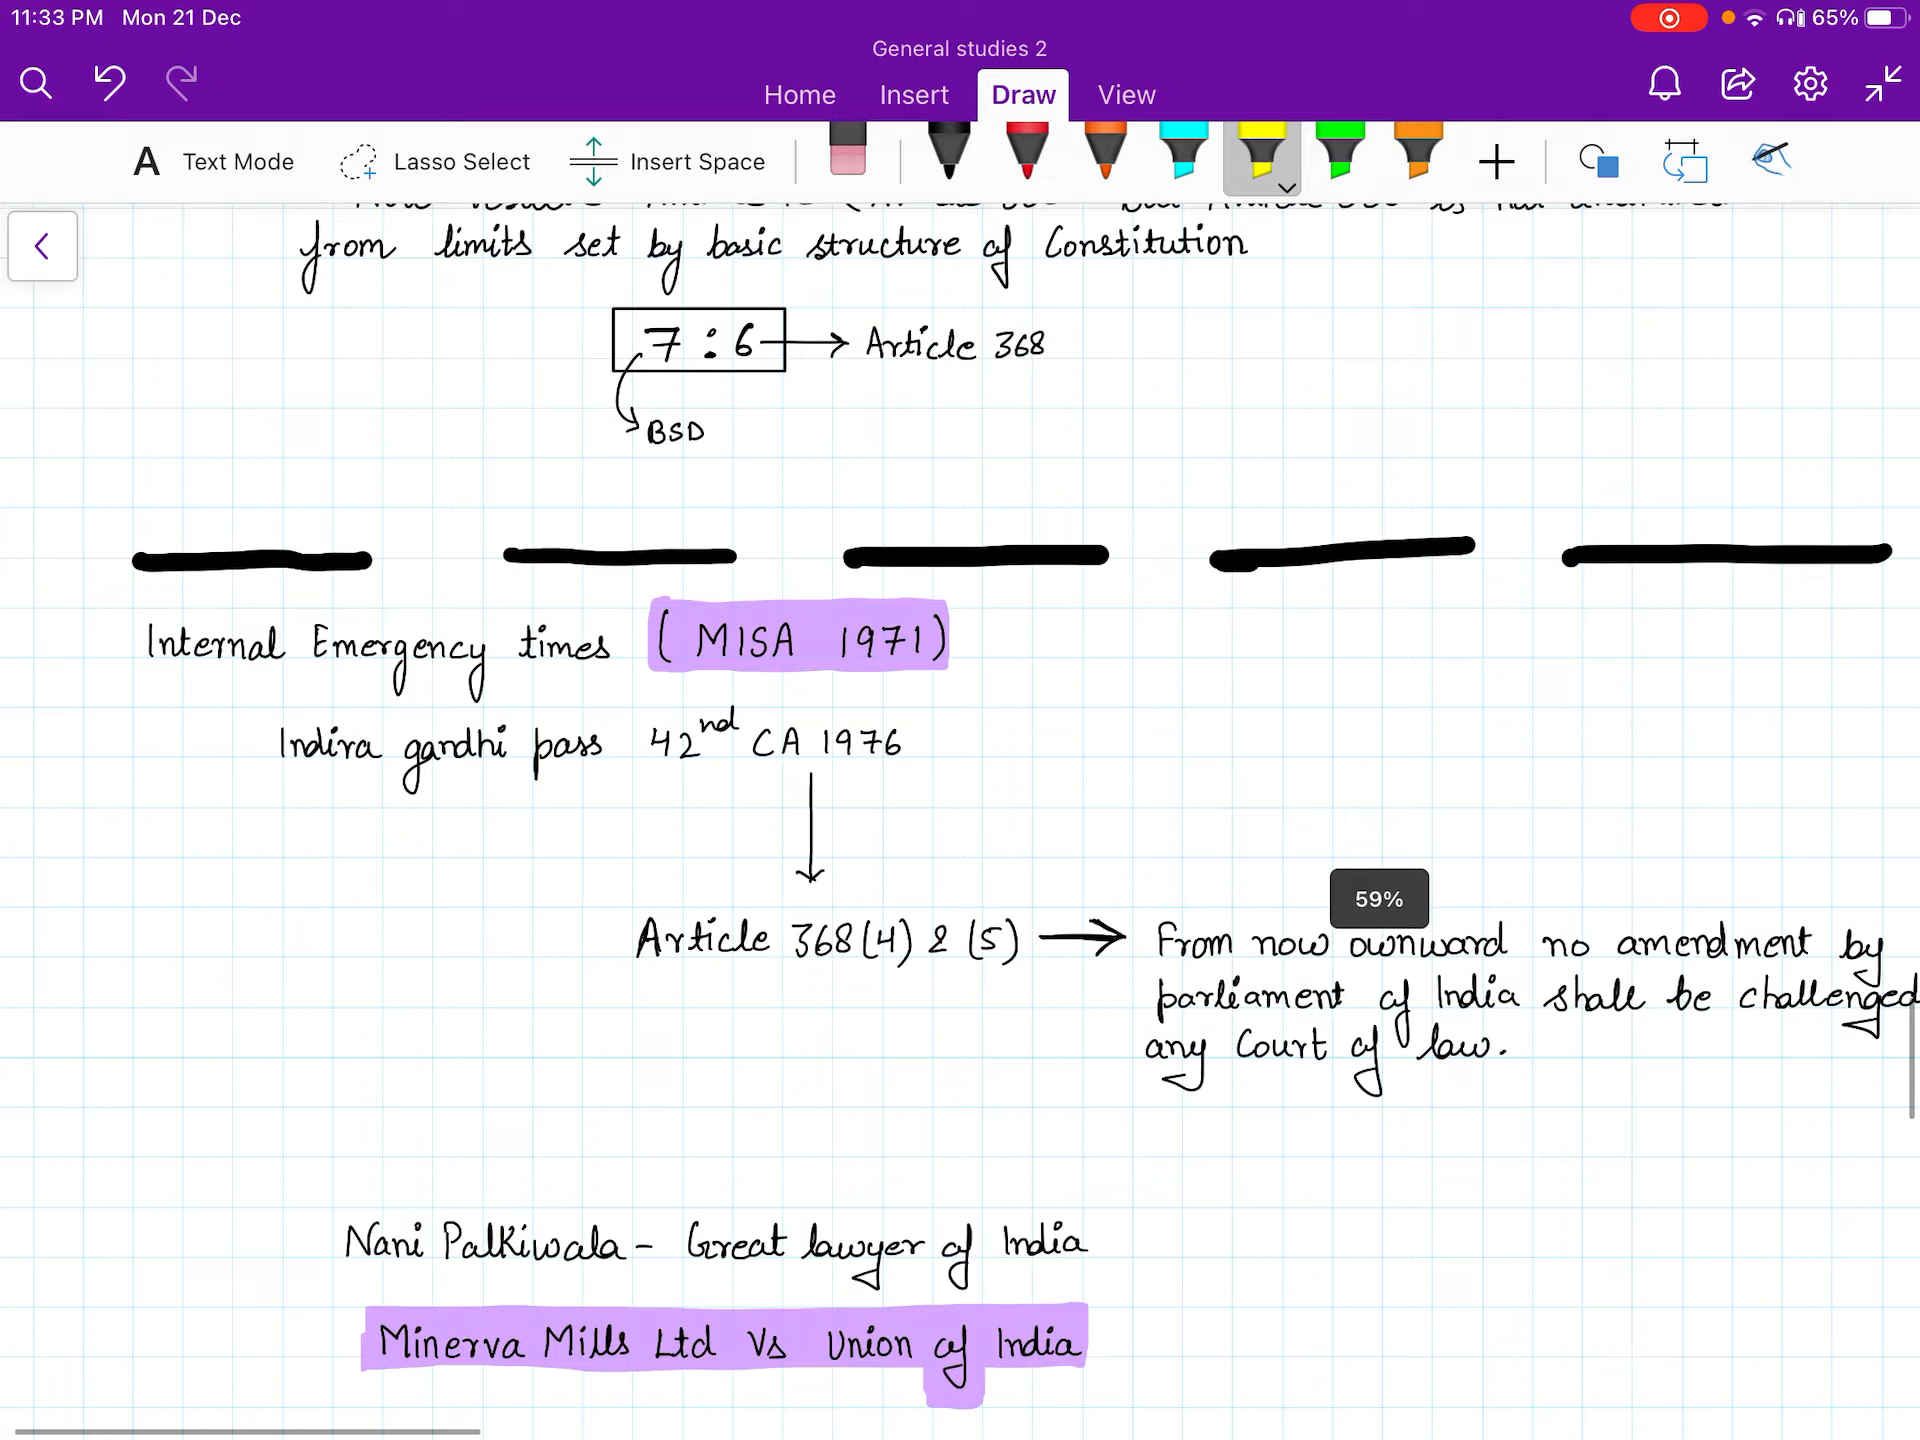 11:33 PM Mon 21 Dec
65%
General studies 2
Home Insert Draw View
A Text Mode Lasso Select Insert Space
from limits set by basic structure of Constitution
7 : 6 → Article 368
BSD
Internal Emergency times (MISA 1971)
Indira gandhi pass 42nd CA 1976
59%
Article 368(4) & (5) → From now ownward no amendment by
parliament of India shall be challenged
any Court of law.
Nani Palkiwala - Great lawyer of India
Minerva Mills Ltd Vs Union of India